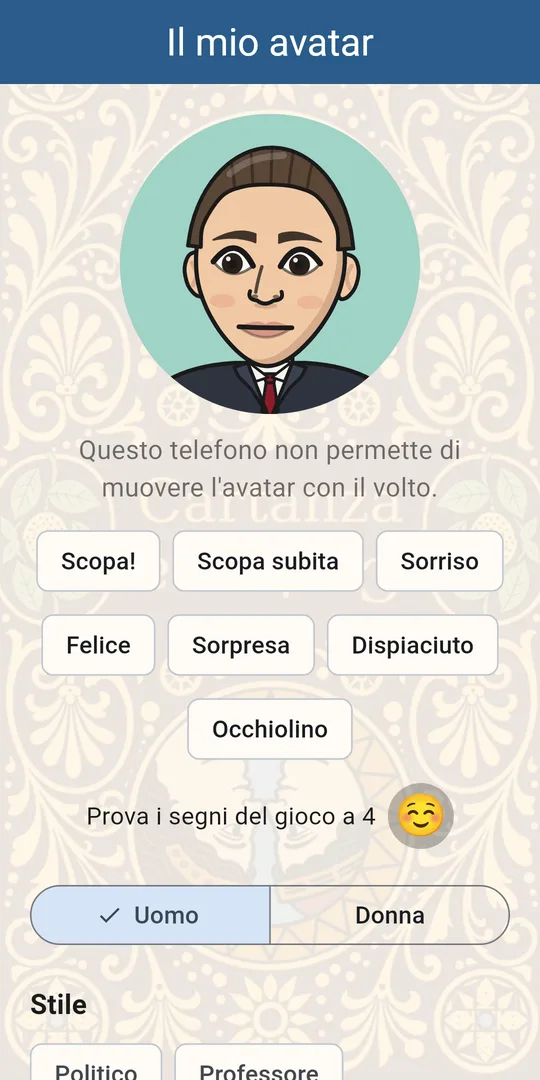 Il mio avatar
Questo telefono non permette di
muovere l'avatar con il volto.
Cartanza
Scopa!
Scopa subita
Sorriso
Felice
Sorpresa
Dispiaciuto
Occhiolino
Prova i segni del gioco a 4
Uomo
Donna
Stile
Politico
Professore